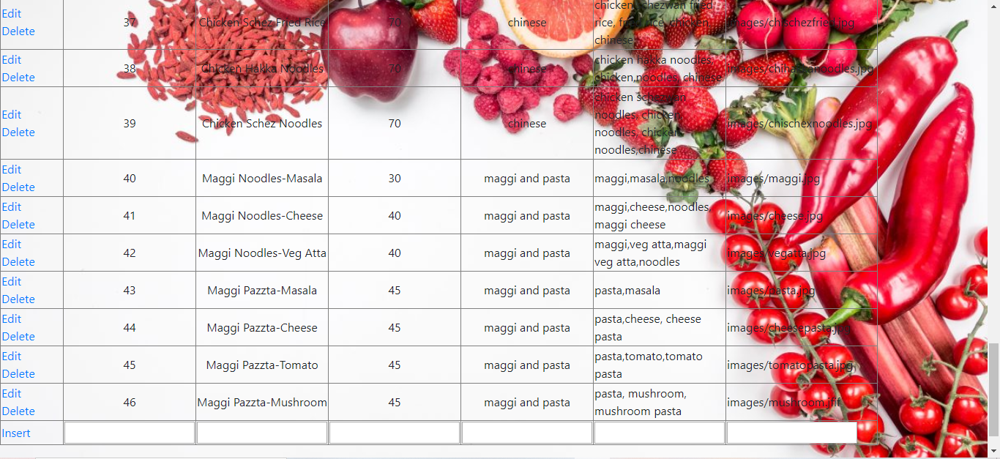 Edit
Delete
37
Chicken Schez Fried Rice
70
chinese
chicken schezwan fried
rice, fried rice, chicken
chinese
images/chischezfried.jpg
Edit
Delete
38
Chicken Hakka Noodles
70
chinese
chicken hakka noodles,
chicken,noodles, chinese
Edit
Delete
39
Chicken Schez Noodles
70
chinese
chicken schezwan
noodles, chicken
noodles, chicken
noodles,chinese
images/chischexnoodles.jpg
Edit
Delete
40
Maggi Noodles-Masala
30
maggi and pasta
maggi,masala,noodles
images/maggi.jpg
Edit
Delete
41
Maggi Noodles-Cheese
40
maggi and pasta
maggi,cheese,noodles,
maggi cheese
images/cheese.jpg
Edit
Delete
42
Maggi Noodles-Veg Atta
40
maggi and pasta
maggi,veg atta,maggi
veg atta,noodles
images/vegatta.jpg
Edit
Delete
43
Maggi Pazzta-Masala
45
maggi and pasta
pasta,masala
images/pasta.jpg
Edit
Delete
44
Maggi Pazzta-Cheese
45
maggi and pasta
pasta,cheese, cheese
pasta
images/cheesepasta.jpg
Edit
Delete
45
Maggi Pazzta-Tomato
45
maggi and pasta
pasta,tomato,tomato
pasta
images/tomatopasta.jpg
Edit
Delete
46
Maggi Pazzta-Mushroom
45
maggi and pasta
pasta, mushroom,
mushroom pasta
images/mushroom.jfif
Insert